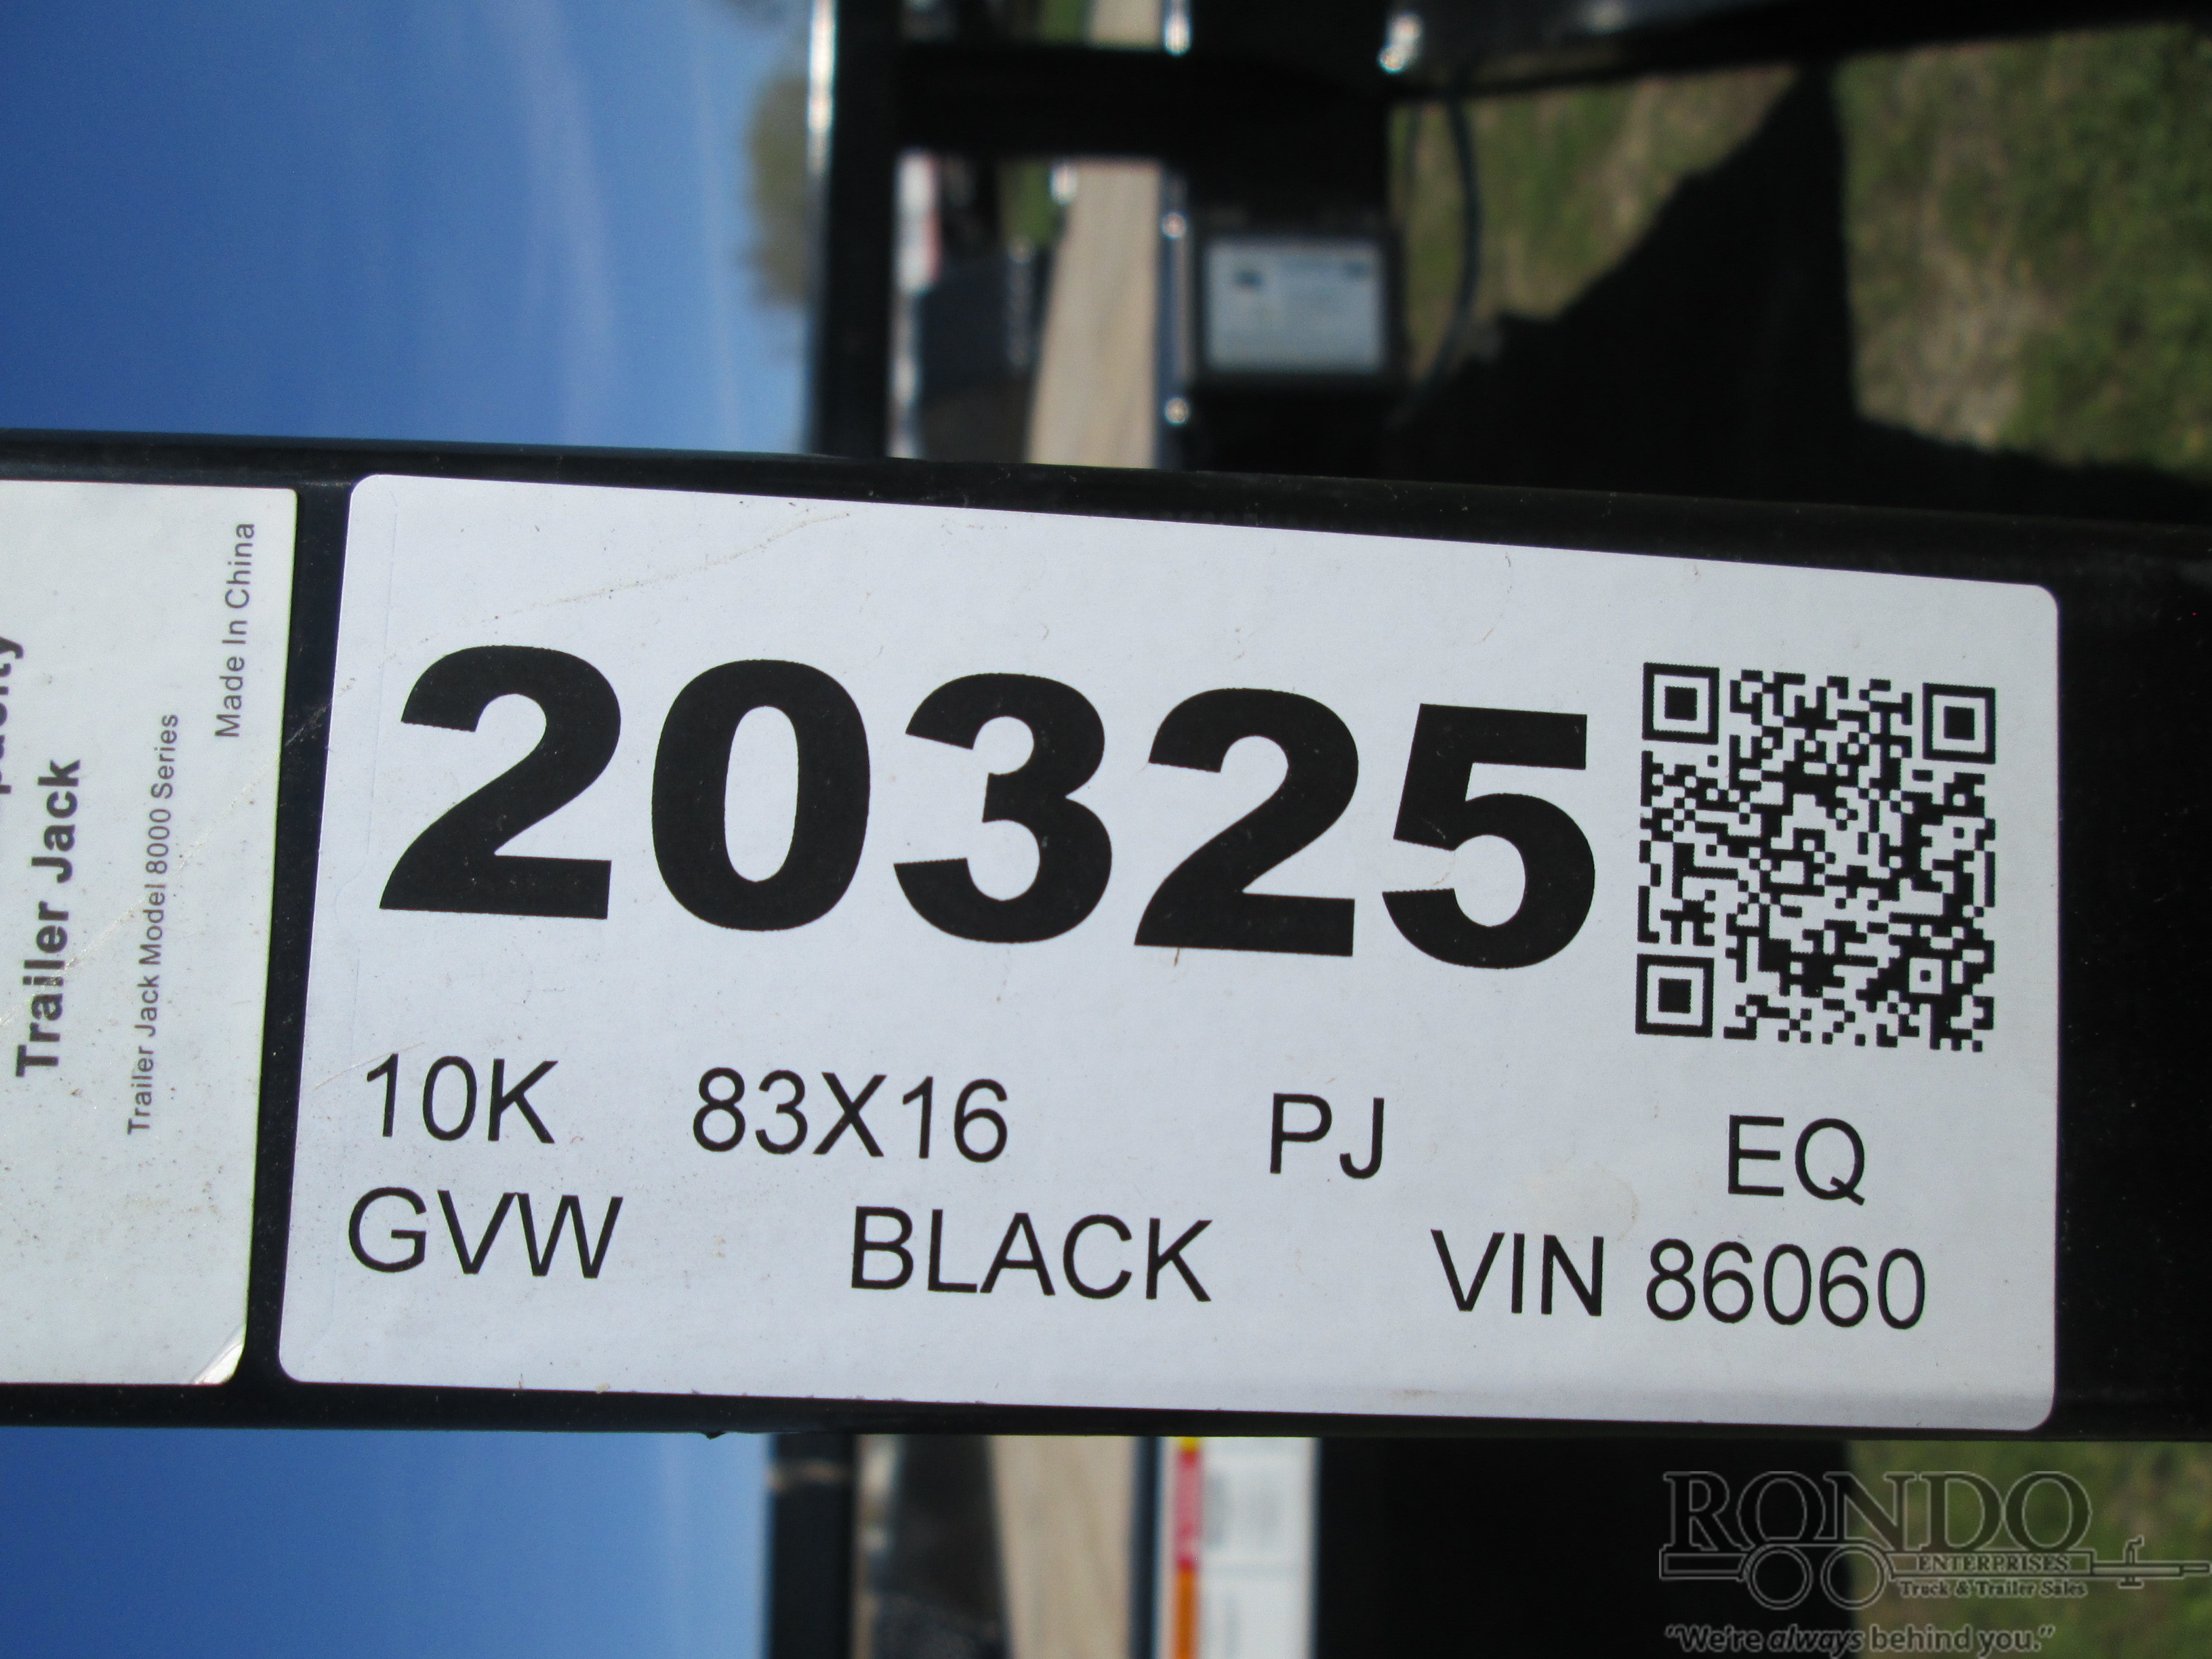 Trailer Jack
Trailer Jack Model 8000 Series
Made In China
20325
10K 83X16 PJ EQ
GVW BLACK VIN 86060
RONDO
ENTERPRISES
Truck & Trailer Sales
"We're always behind you."